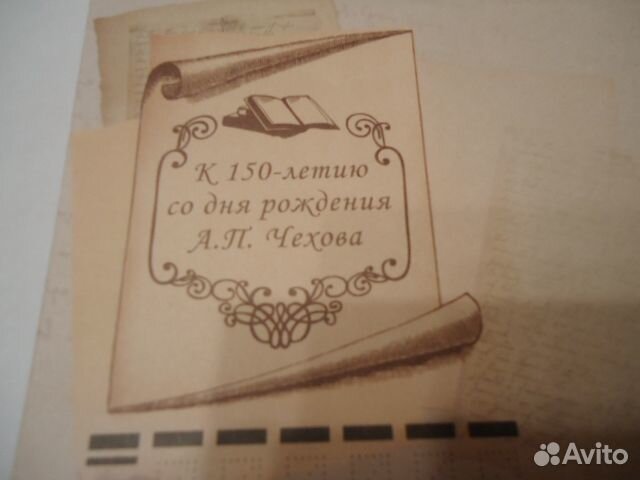 К 150-летию
со дня рождения
А.П. Чехова
Avito